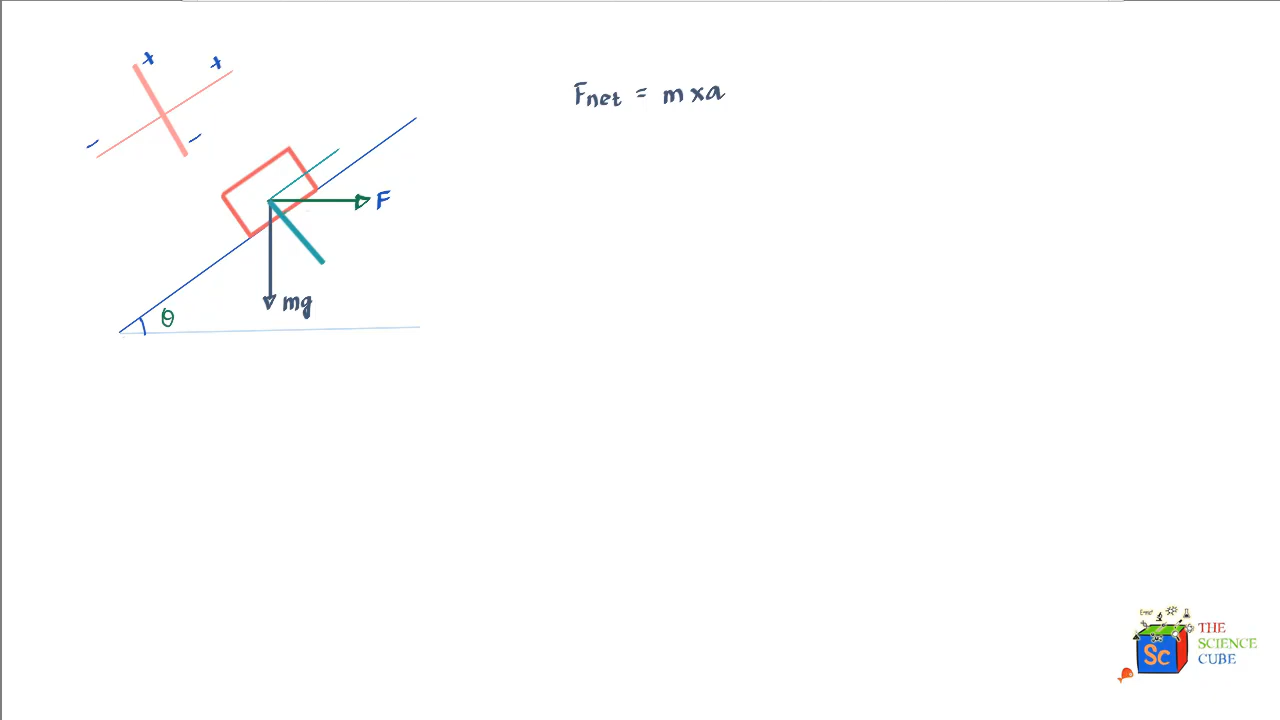 +
+
-
-
Fnet = m x a
F
mg
θ
Sc
THE
SCIENCE
CUBE